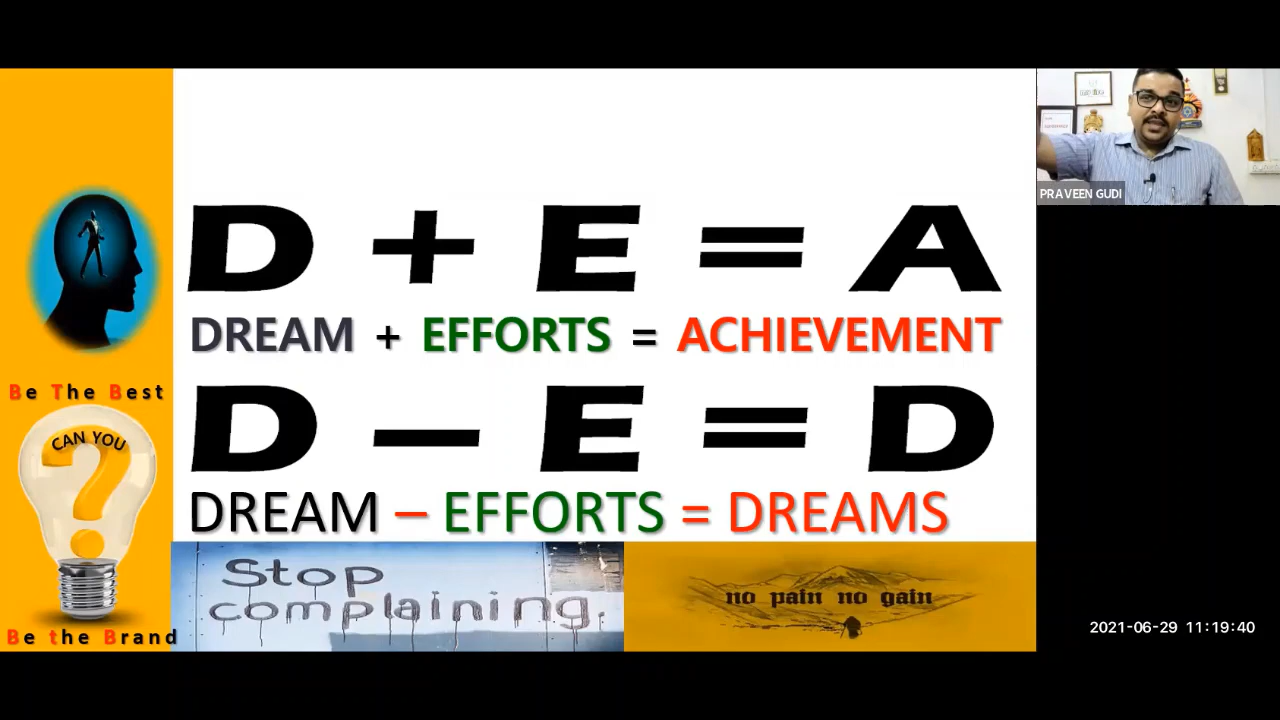 D + E = A
DREAM + EFFORTS = ACHIEVEMENT
D – E = D
DREAM – EFFORTS = DREAMS
Be The Best
CAN YOU
?
Be the Brand
Stop
complaining.
no pain no gain
PRAVEEN GUDI
2021-06-29 11:19:40